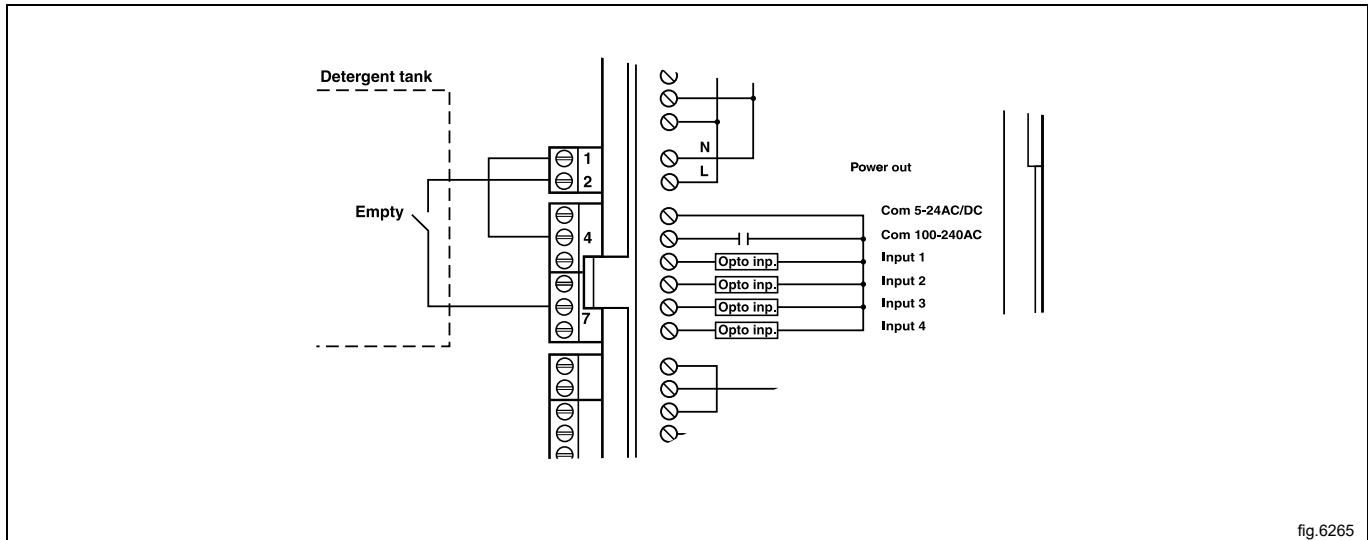 Detergent tank
Empty
1
2
4
7
N
L
Power out
Com 5-24AC/DC
Com 100-240AC
Opto inp. Input 1
Opto inp. Input 2
Opto inp. Input 3
Opto inp. Input 4
fig.6265